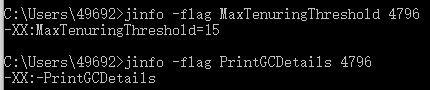 C:\Users\49692>jinfo -flag MaxTenuringThreshold 4796
-XX:MaxTenuringThreshold=15
C:\Users\49692>jinfo -flag PrintGCDetails 4796
-XX:-PrintGCDetails